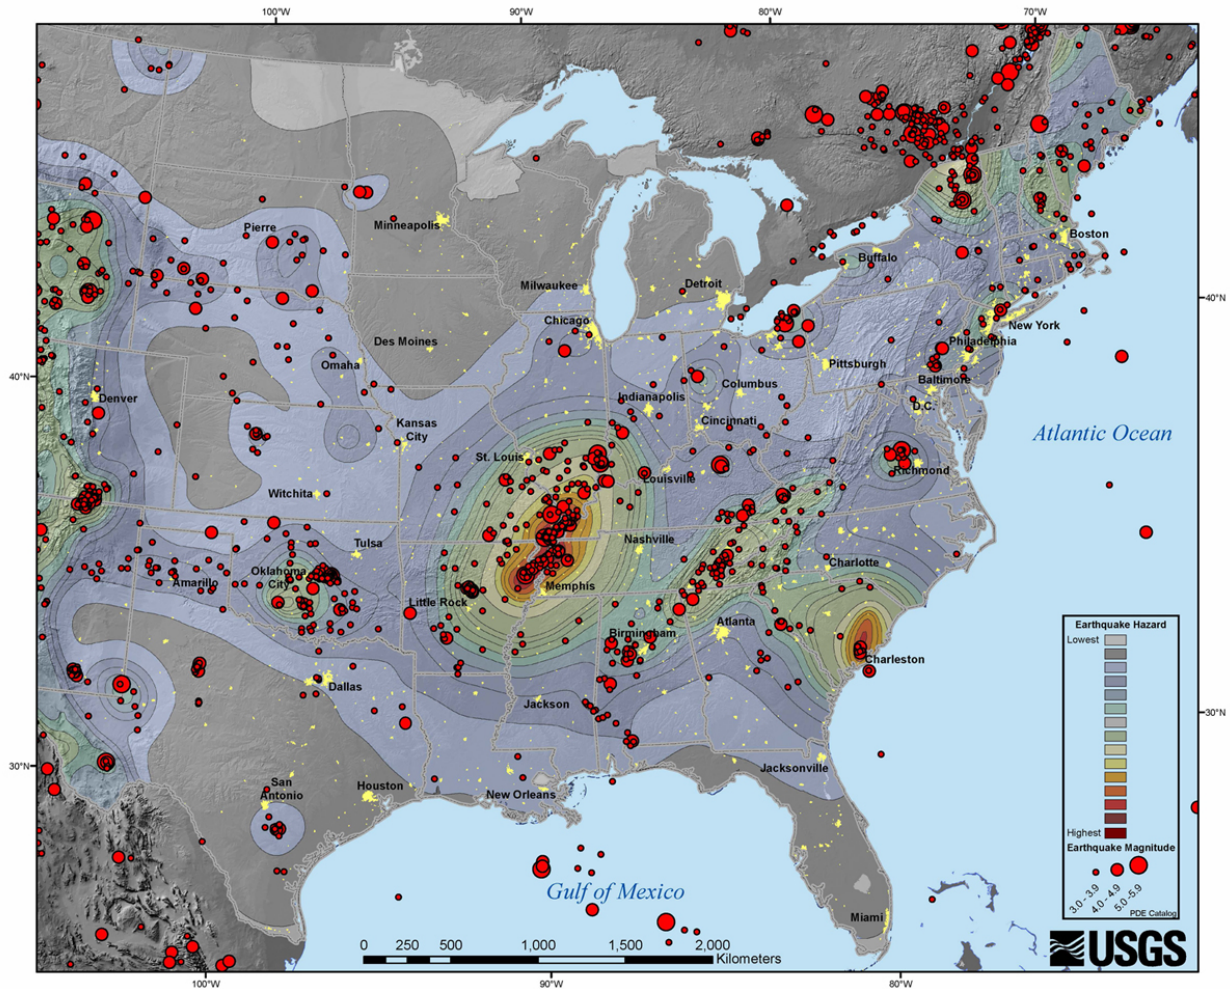 100°W 90°W 80°W 70°W
Pierre
Minneapolis
Boston
Buffalo
Milwaukee
Detroit
40°N
Chicago
New York
Des Moines
Philadelphia
Omaha
Pittsburgh
40°N
Columbus
Baltimore
Denver
Indianapolis
D.C.
Kansas
City
Cincinnati
Atlantic Ocean
St. Louis
Louisville
Richmond
Witchita
Nashville
Tulsa
Charlotte
Oklahoma
City
Amarillo
Memphis
Little Rock
Atlanta
Birmingham
Charleston
Dallas
Jackson
30°N
30°N
Jacksonville
San
Antonio
Houston
New Orleans
Gulf of Mexico
Miami
Earthquake Hazard
Lowest
Highest
Earthquake Magnitude
3.0 -3.9
4.0 -4.9
5.0 -5.9
PDE Catalog
USGS
0 250 500 1,000 1,500 2,000
Kilometers
100°W 90°W 80°W